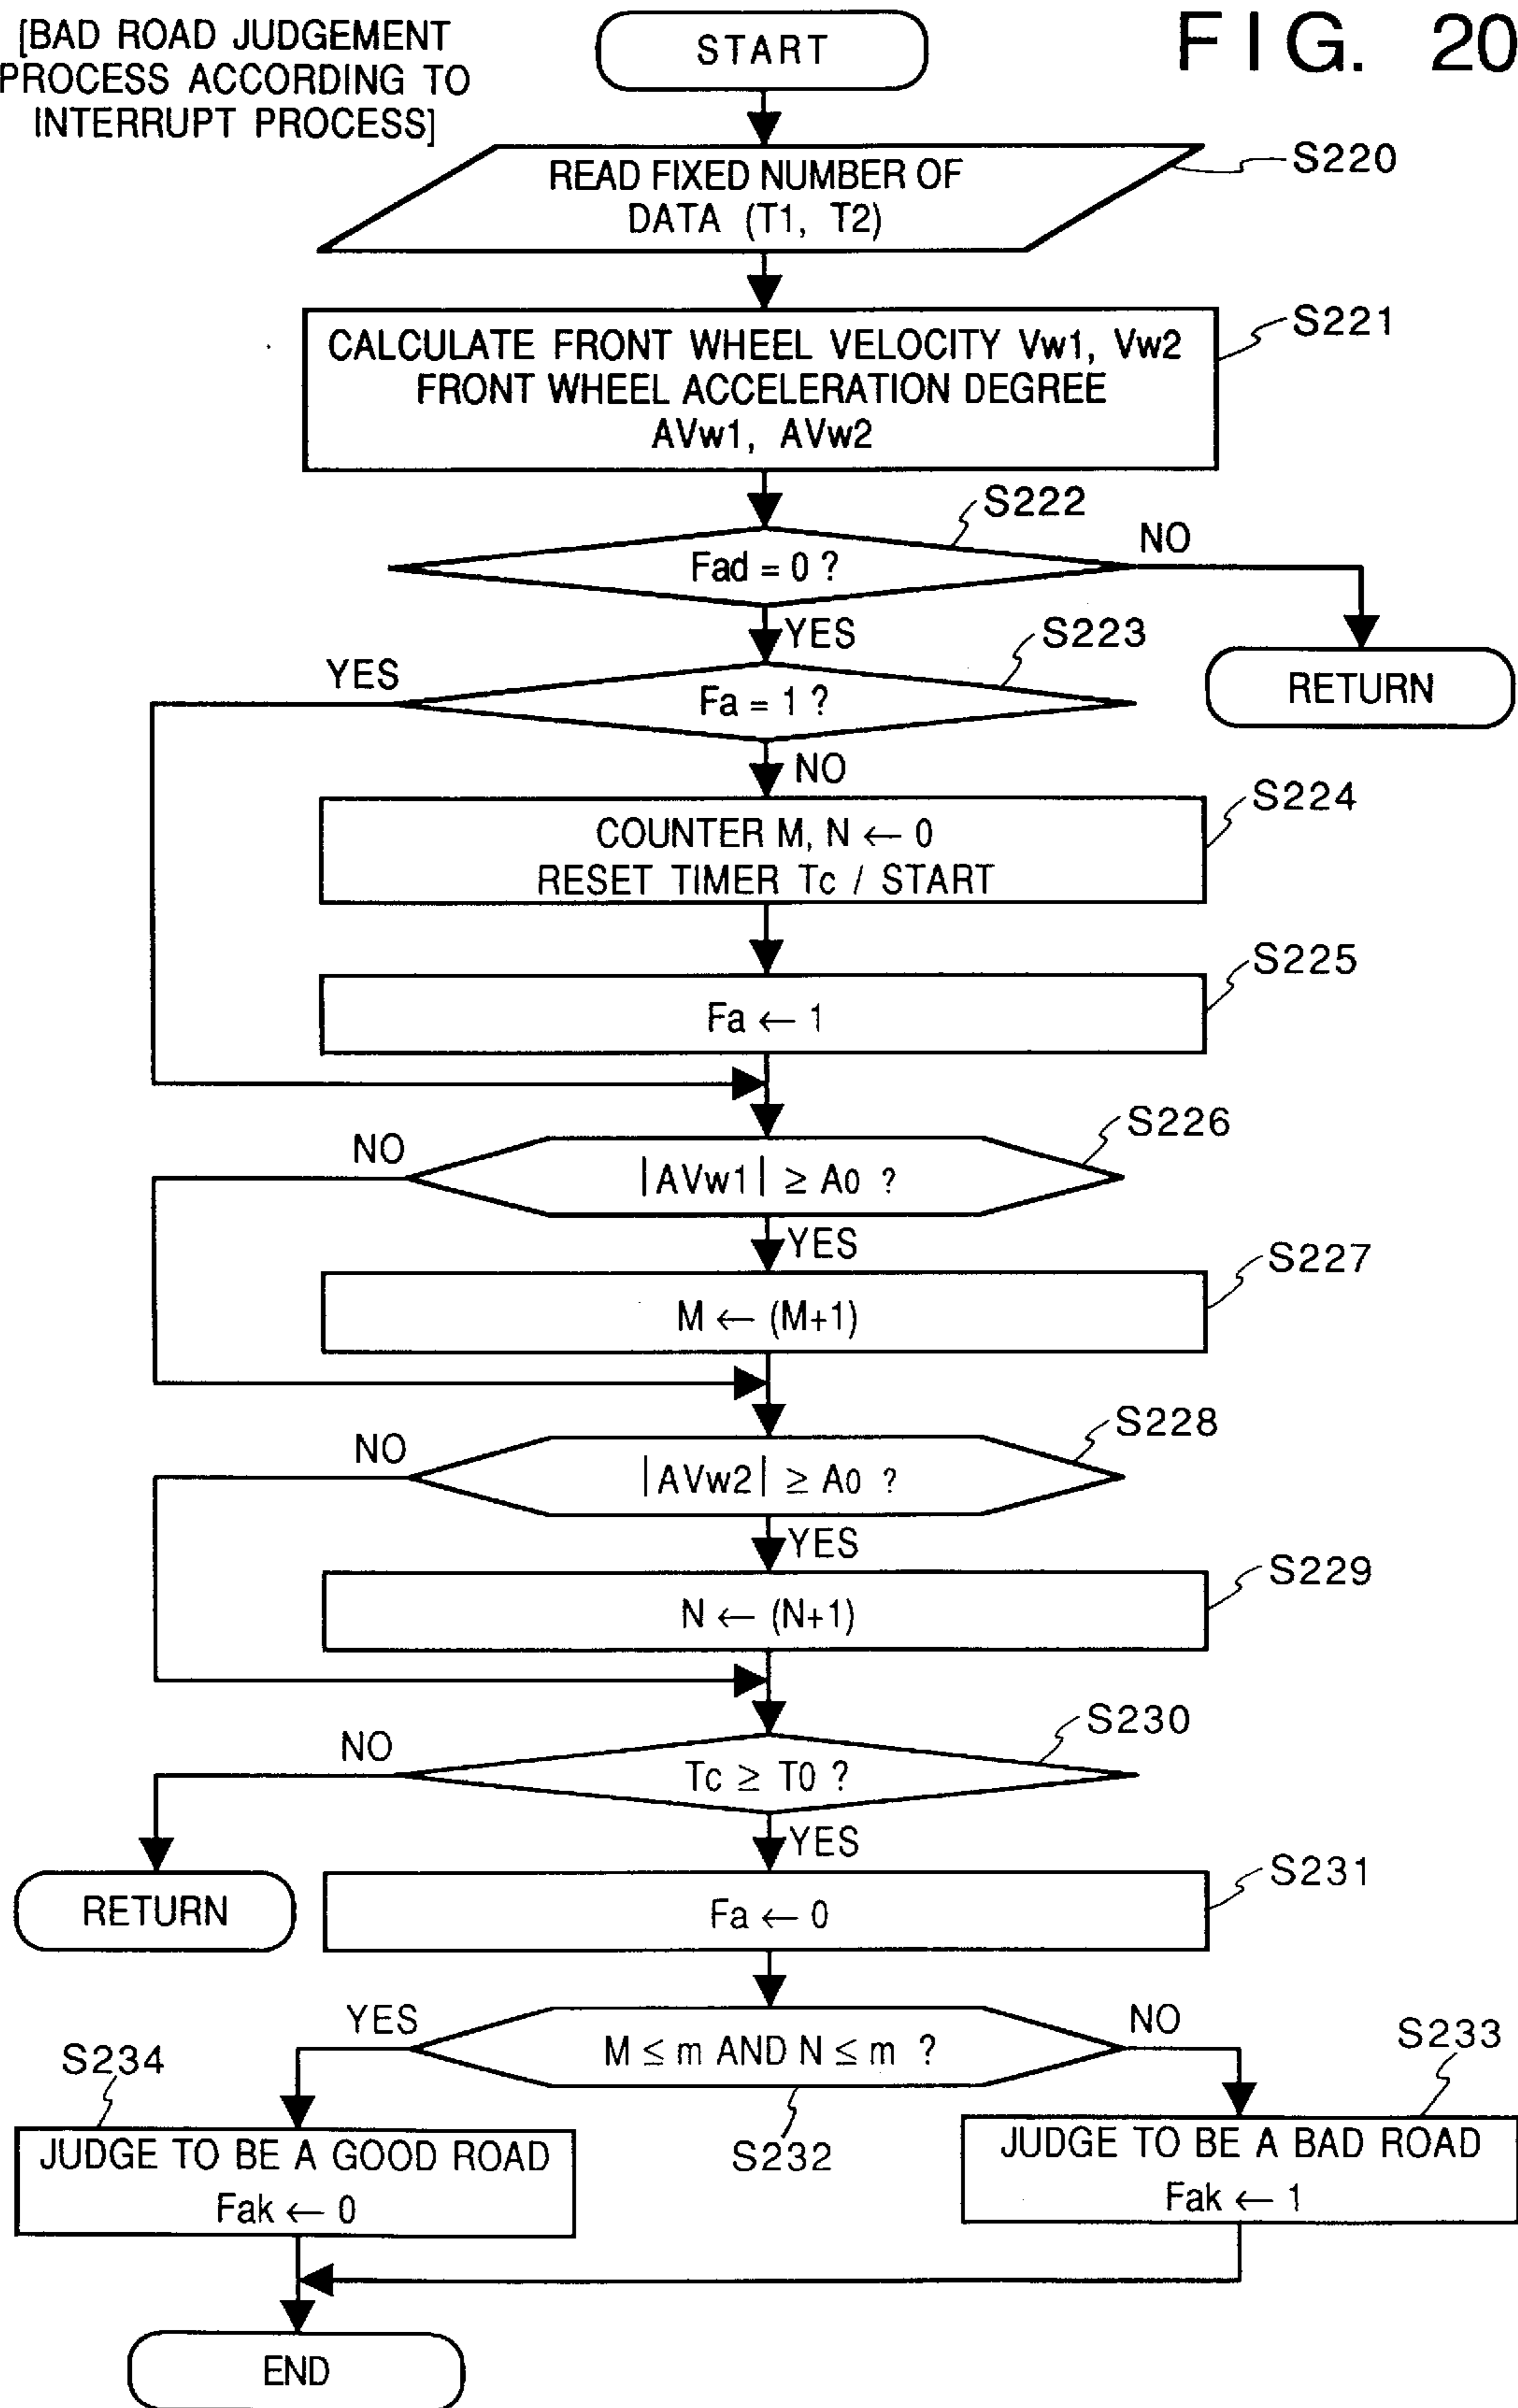 [BAD ROAD JUDGEMENT
PROCESS ACCORDING TO
INTERRUPT PROCESS]
FIG. 20
START
READ FIXED NUMBER OF
DATA (T1, T2)
S220
CALCULATE FRONT WHEEL VELOCITY Vw1, Vw2
FRONT WHEEL ACCELERATION DEGREE
AVw1, AVw2
S221
S222
Fad = 0 ?
NO
YES
RETURN
S223
YES
Fa = 1 ?
NO
S224
COUNTER M, N ← 0
RESET TIMER Tc / START
S225
Fa ← 1
S226
NO
|AVw1| ≥ A0 ?
YES
S227
M ← (M+1)
S228
NO
|AVw2| ≥ A0 ?
YES
S229
N ← (N+1)
S230
NO
Tc ≥ T0 ?
YES
RETURN
S231
Fa ← 0
YES
M ≤ m AND N ≤ m ?
NO
S232
S234
S233
JUDGE TO BE A GOOD ROAD
Fak ← 0
JUDGE TO BE A BAD ROAD
Fak ← 1
END